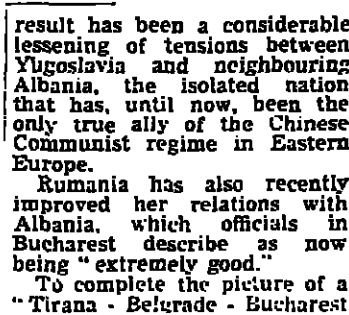 result has been a considerable
lessening of tensions between
Yugoslavia and neighbouring
Albania, the isolated nation
that has, until now, been the
only true ally of the Chinese
Communist regime in Eastern
Europe.
Rumania has also recently
improved her relations with
Albania, which officials in
Bucharest describe as now
being "extremely good."
To complete the picture of a
"Tirana - Belgrade - Bucharest